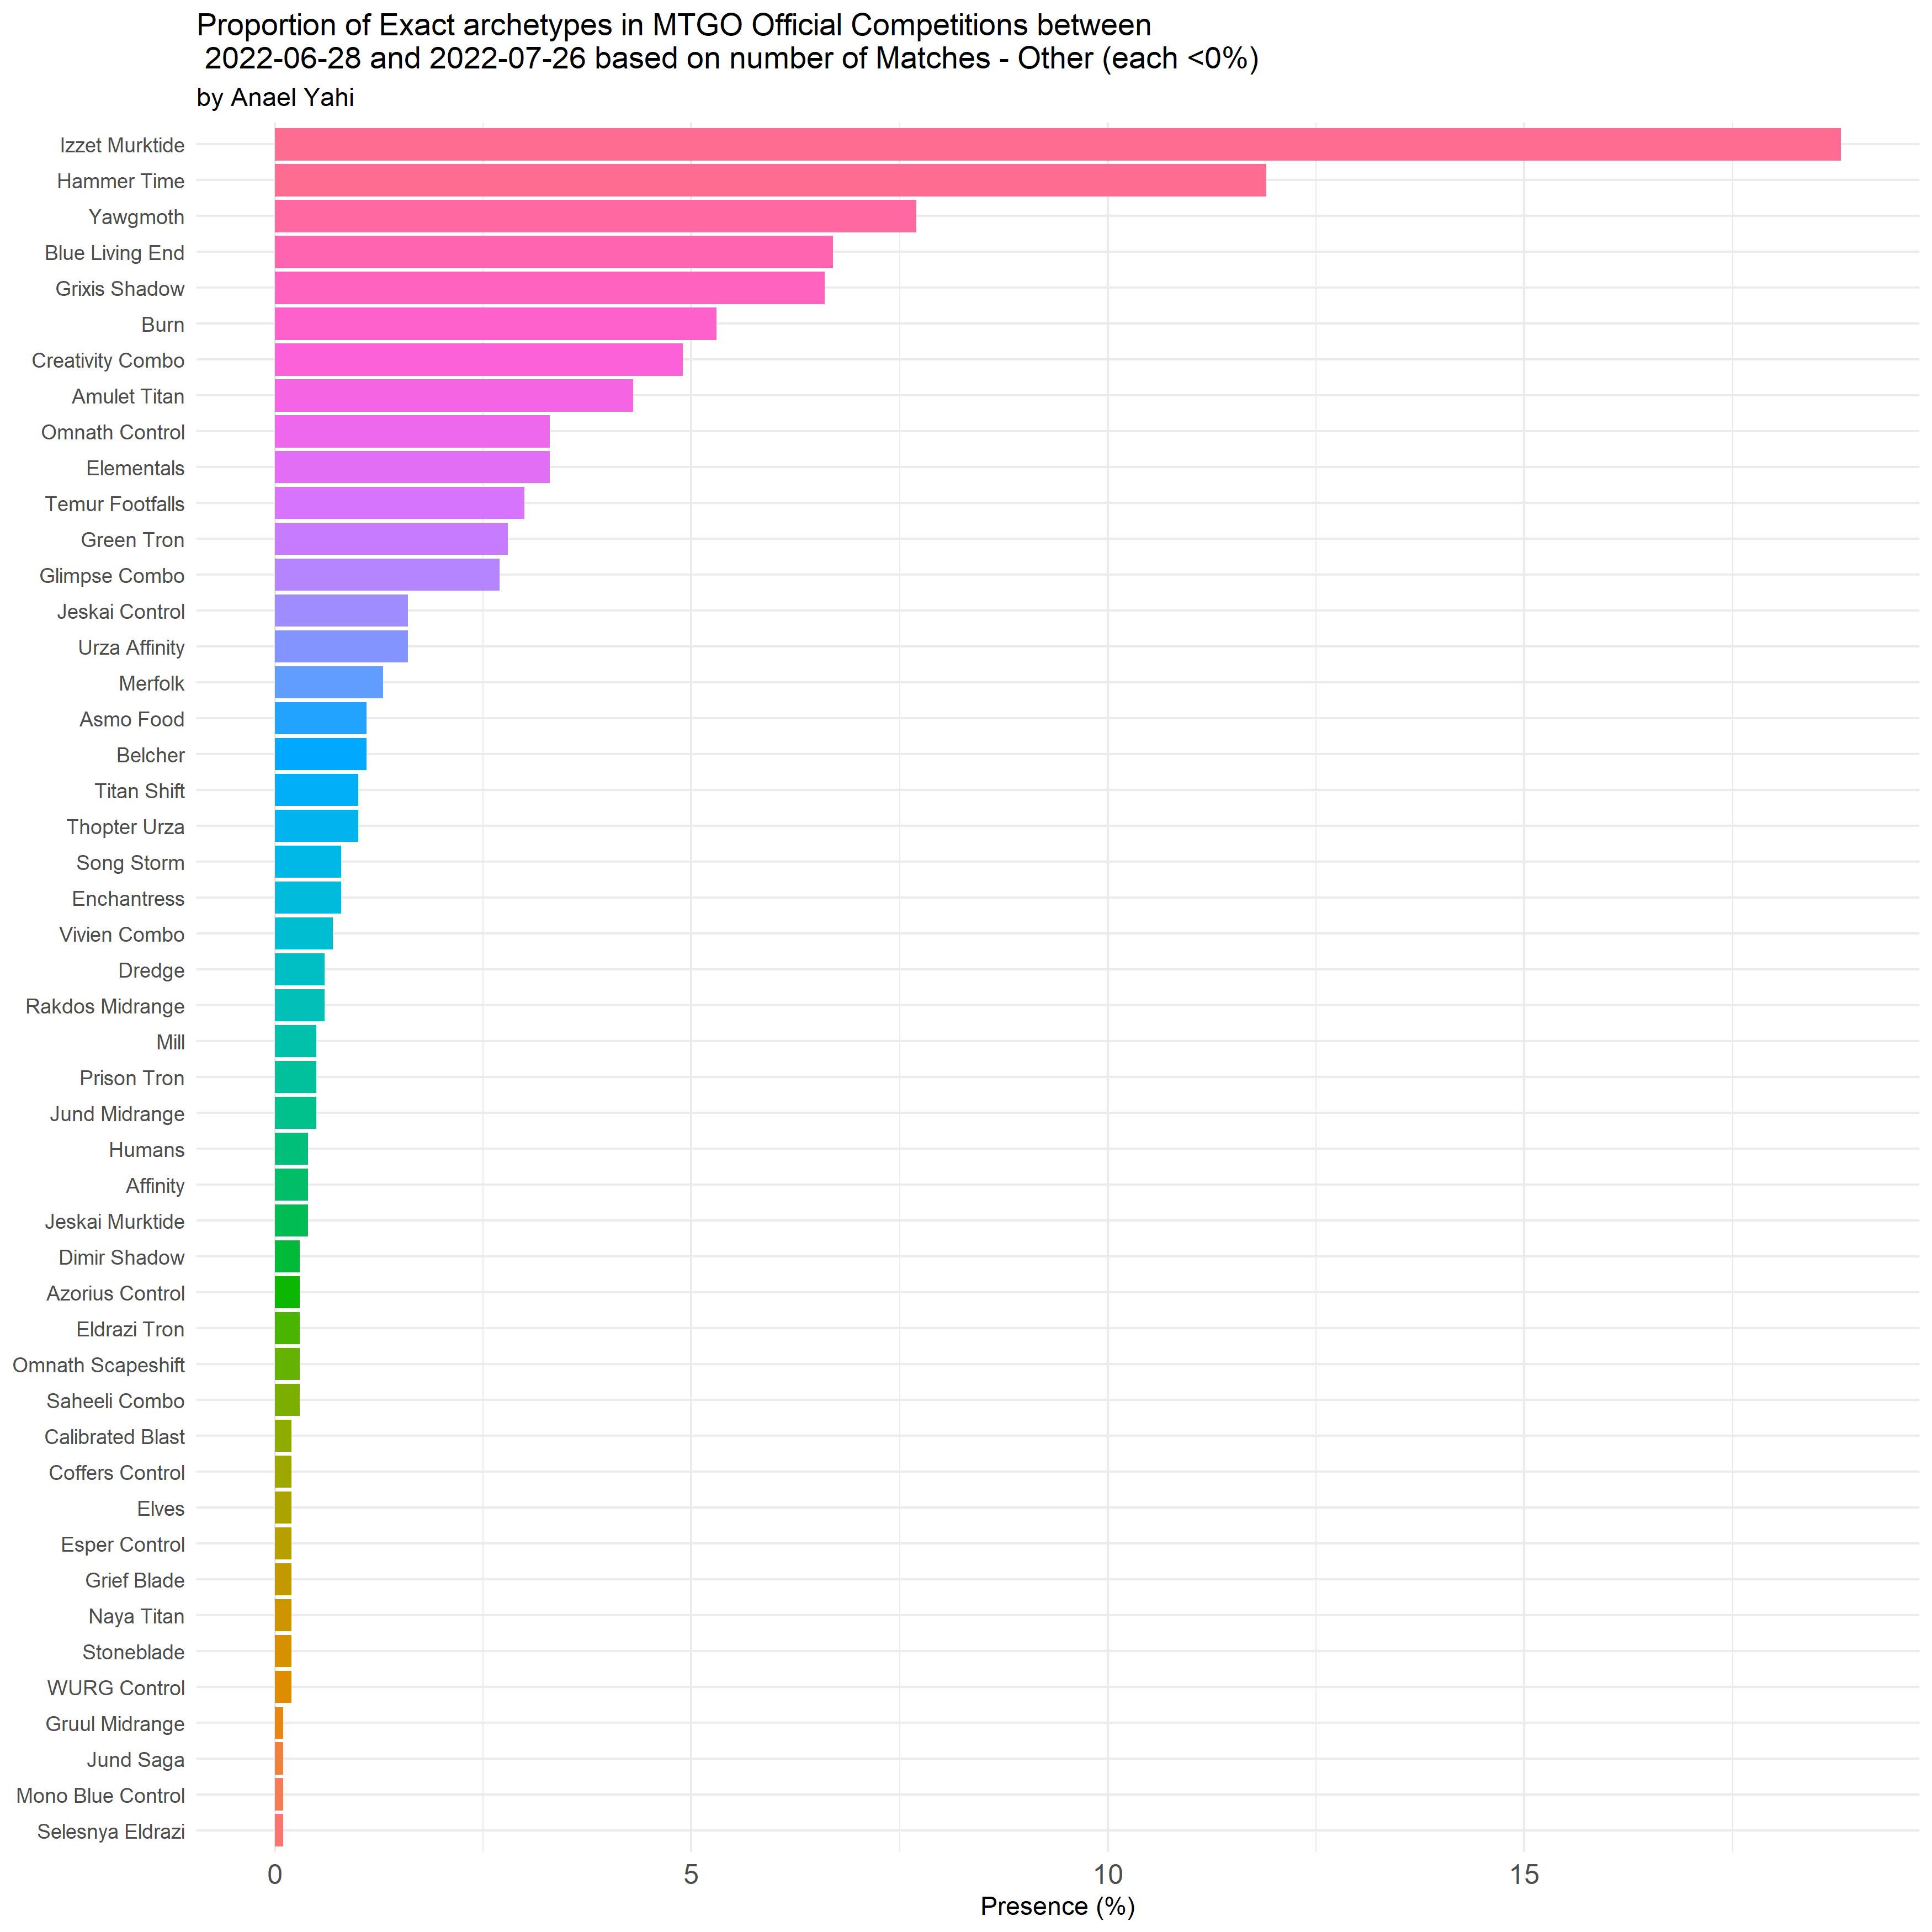 Proportion of Exact archetypes in MTGO Official Competitions between
2022-06-28 and 2022-07-26 based on number of Matches - Other (each <0%)
by Anael Yahi
Izzet Murktide
Hammer Time
Yawgmoth
Blue Living End
Grixis Shadow
Burn
Creativity Combo
Amulet Titan
Omnath Control
Elementals
Temur Footfalls
Green Tron
Glimpse Combo
Jeskai Control
Urza Affinity
Merfolk
Asmo Food
Belcher
Titan Shift
Thopter Urza
Song Storm
Enchantress
Vivien Combo
Dredge
Rakdos Midrange
Mill
Prison Tron
Jund Midrange
Humans
Affinity
Jeskai Murktide
Dimir Shadow
Azorius Control
Eldrazi Tron
Omnath Scapeshift
Saheeli Combo
Calibrated Blast
Coffers Control
Elves
Esper Control
Grief Blade
Naya Titan
Stoneblade
WURG Control
Gruul Midrange
Jund Saga
Mono Blue Control
Selesnya Eldrazi
0 5 10 15
Presence (%)